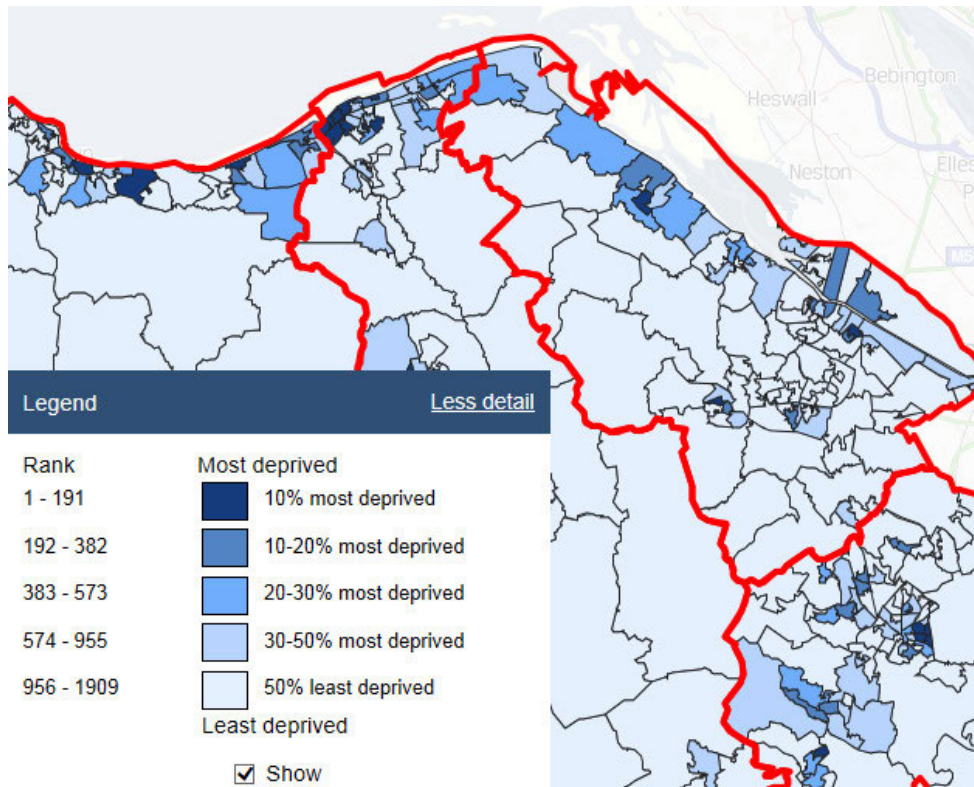 Bebington
Heswall
Neston
Legend
Less detail
Rank
Most deprived
1 - 191
10% most deprived
192 - 382
10-20% most deprived
383 - 573
20-30% most deprived
574 - 955
30-50% most deprived
956 - 1909
50% least deprived
Least deprived
Show